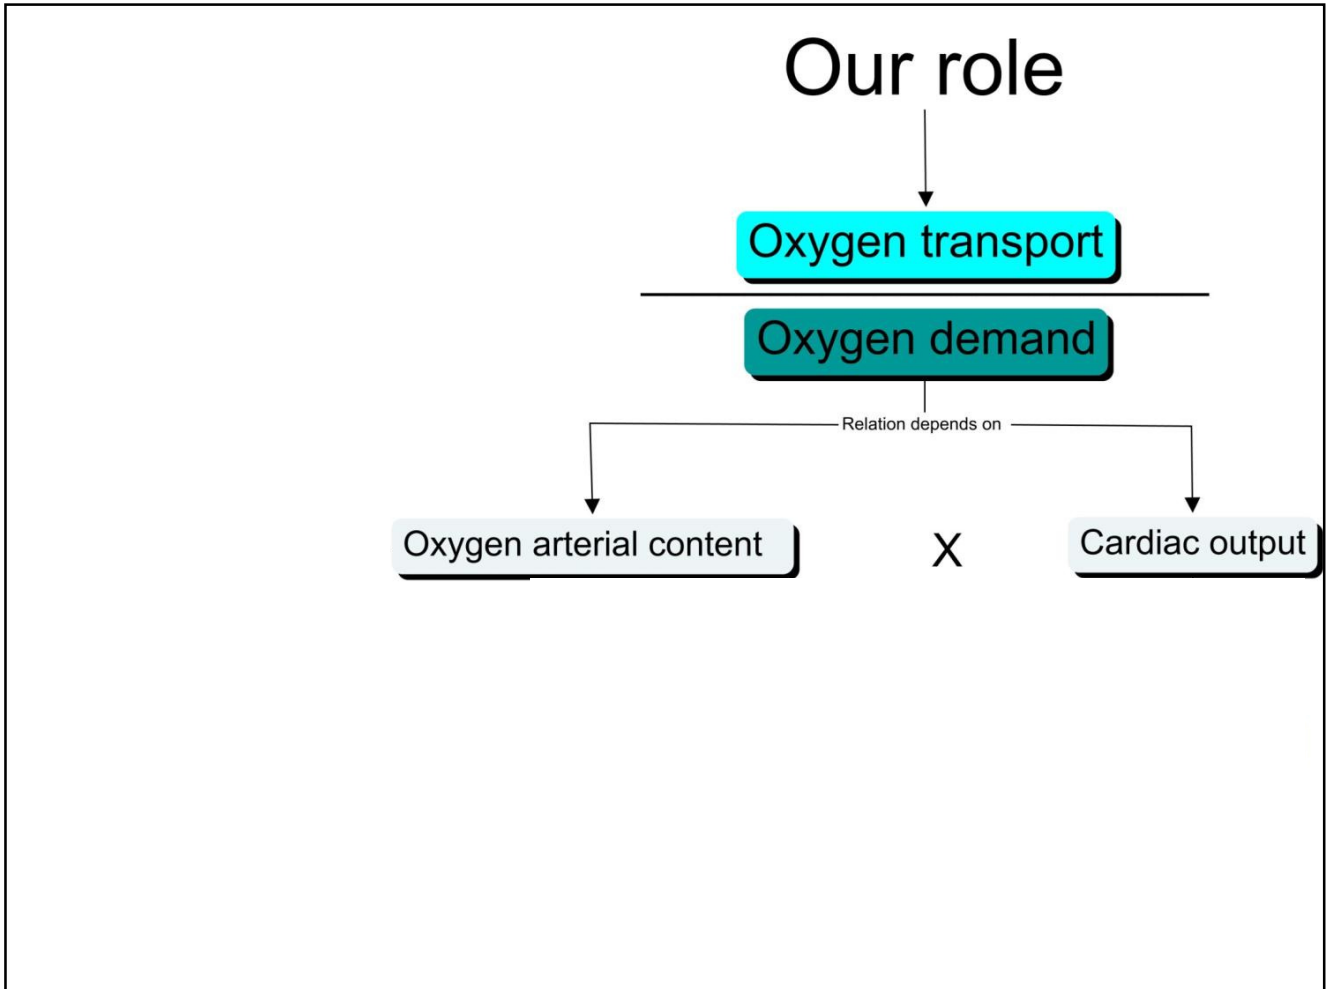 Our role
Oxygen transport
Oxygen demand
Relation depends on
Oxygen arterial content X Cardiac output